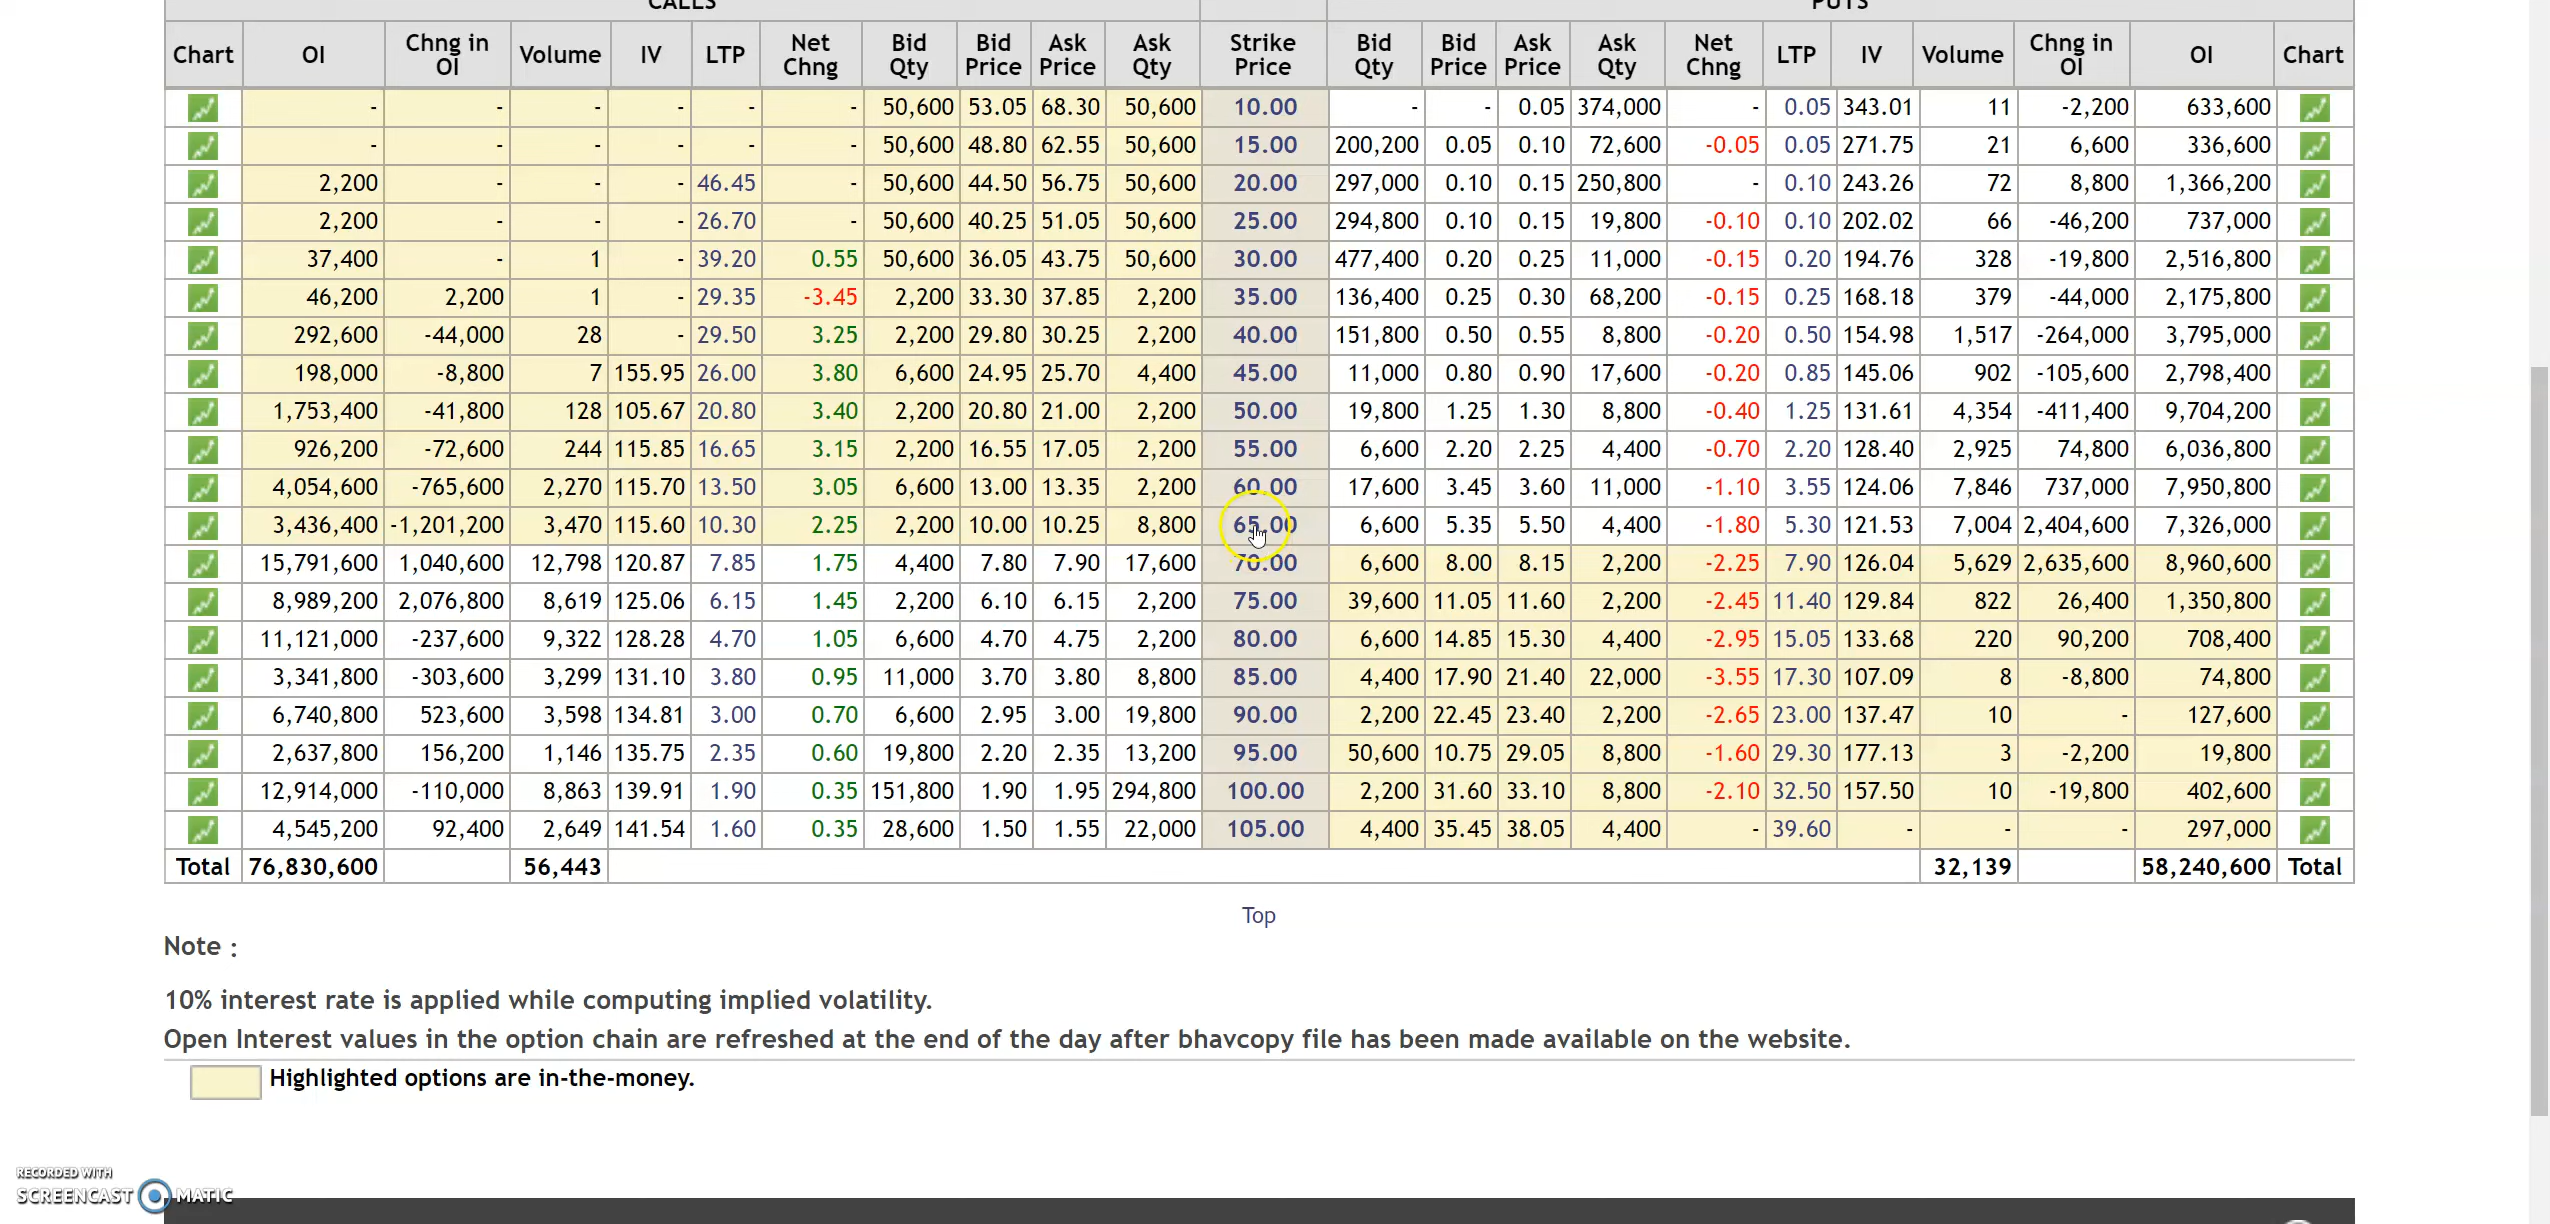 CALLS PUTS
Chart OI Chng in OI Volume IV LTP Net Chng Bid Qty Bid Price Ask Price Ask Qty Strike Price Bid Qty Bid Price Ask Price Ask Qty Net Chng LTP IV Volume Chng in OI OI Chart
- - - - - - 50,600 53.05 68.30 50,600 10.00 - - 0.05 374,000 - 0.05 343.01 11 -2,200 633,600
- - - - - - 50,600 48.80 62.55 50,600 15.00 200,200 0.05 0.10 72,600 -0.05 0.05 271.75 21 6,600 336,600
2,200 - - - 46.45 - 50,600 44.50 56.75 50,600 20.00 297,000 0.10 0.15 250,800 - 0.10 243.26 72 8,800 1,366,200
2,200 - - - 26.70 - 50,600 40.25 51.05 50,600 25.00 294,800 0.10 0.15 19,800 -0.10 0.10 202.02 66 -46,200 737,000
37,400 - 1 - 39.20 0.55 50,600 36.05 43.75 50,600 30.00 477,400 0.20 0.25 11,000 -0.15 0.20 194.76 328 -19,800 2,516,800
46,200 2,200 1 - 29.35 -3.45 2,200 33.30 37.85 2,200 35.00 136,400 0.25 0.30 68,200 -0.15 0.25 168.18 379 -44,000 2,175,800
292,600 -44,000 28 - 29.50 3.25 2,200 29.80 30.25 2,200 40.00 151,800 0.50 0.55 8,800 -0.20 0.50 154.98 1,517 -264,000 3,795,000
198,000 -8,800 7 155.95 26.00 3.80 6,600 24.95 25.70 4,400 45.00 11,000 0.80 0.90 17,600 -0.20 0.85 145.06 902 -105,600 2,798,400
1,753,400 -41,800 128 105.67 20.80 3.40 2,200 20.80 21.00 2,200 50.00 19,800 1.25 1.30 8,800 -0.40 1.25 131.61 4,354 -411,400 9,704,200
926,200 -72,600 244 115.85 16.65 3.15 2,200 16.55 17.05 2,200 55.00 6,600 2.20 2.25 4,400 -0.70 2.20 128.40 2,925 74,800 6,036,800
4,054,600 -765,600 2,270 115.70 13.50 3.05 6,600 13.00 13.35 2,200 60.00 17,600 3.45 3.60 11,000 -1.10 3.55 124.06 7,846 737,000 7,950,800
3,436,400 -1,201,200 3,470 115.60 10.30 2.25 2,200 10.00 10.25 8,800 65.00 6,600 5.35 5.50 4,400 -1.80 5.30 121.53 7,004 2,404,600 7,326,000
15,791,600 1,040,600 12,798 120.87 7.85 1.75 4,400 7.80 7.90 17,600 70.00 6,600 8.00 8.15 2,200 -2.25 7.90 126.04 5,629 2,635,600 8,960,600
8,989,200 2,076,800 8,619 125.06 6.15 1.45 2,200 6.10 6.15 2,200 75.00 39,600 11.05 11.60 2,200 -2.45 11.40 129.84 822 26,400 1,350,800
11,121,000 -237,600 9,322 128.28 4.70 1.05 6,600 4.70 4.75 2,200 80.00 6,600 14.85 15.30 4,400 -2.95 15.05 133.68 220 90,200 708,400
3,341,800 -303,600 3,299 131.10 3.80 0.95 11,000 3.70 3.80 8,800 85.00 4,400 17.90 21.40 22,000 -3.55 17.30 107.09 8 -8,800 74,800
6,740,800 523,600 3,598 134.81 3.00 0.70 6,600 2.95 3.00 19,800 90.00 2,200 22.45 23.40 2,200 -2.65 23.00 137.47 10 - 127,600
2,637,800 156,200 1,146 135.75 2.35 0.60 19,800 2.20 2.35 13,200 95.00 50,600 10.75 29.05 8,800 -1.60 29.30 177.13 3 -2,200 19,800
12,914,000 -110,000 8,863 139.91 1.90 0.35 151,800 1.90 1.95 294,800 100.00 2,200 31.60 33.10 8,800 -2.10 32.50 157.50 10 -19,800 402,600
4,545,200 92,400 2,649 141.54 1.60 0.35 28,600 1.50 1.55 22,000 105.00 4,400 35.45 38.05 4,400 - 39.60 - - - 297,000
Total 76,830,600 56,443 32,139 58,240,600 Total
Top
Note :
10% interest rate is applied while computing implied volatility.
Open Interest values in the option chain are refreshed at the end of the day after bhavcopy file has been made available on the website.
Highlighted options are in-the-money.
RECORDED WITH
SCREENCAST MATIC